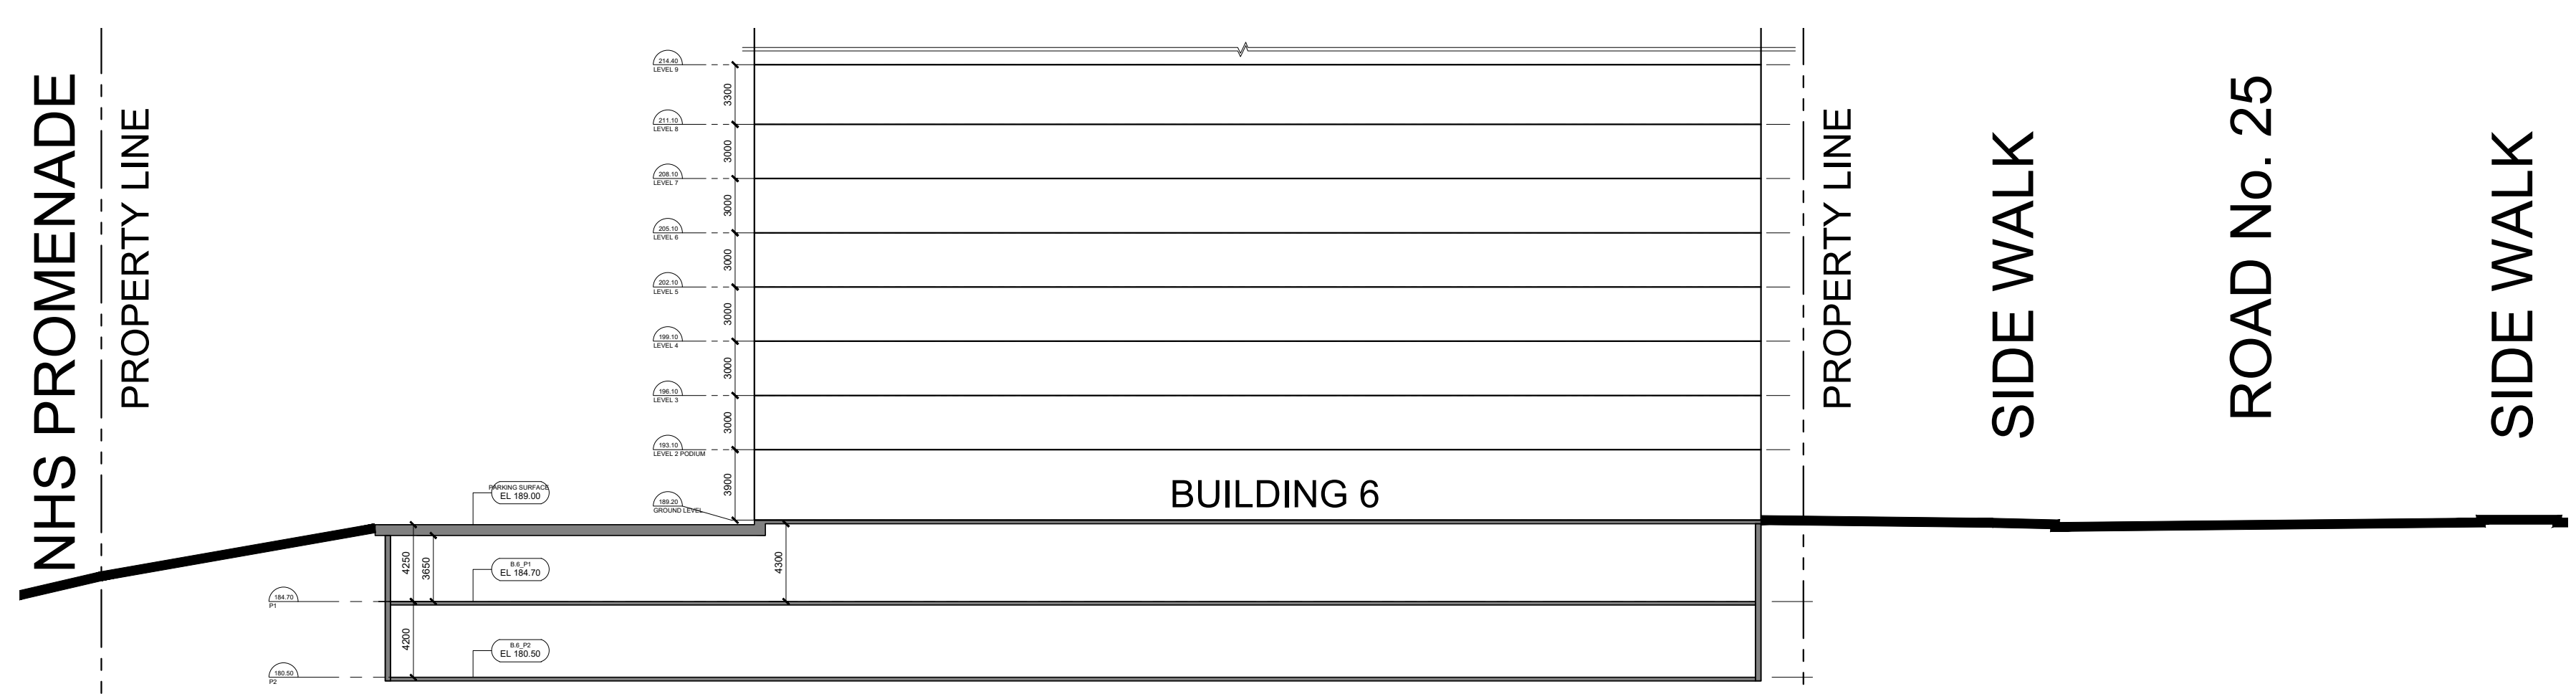 NHS PROMENADE
PROPERTY LINE
214.40
LEVEL 9
3300
211.10
LEVEL 8
3000
208.10
LEVEL 7
3000
205.10
LEVEL 6
3000
202.10
LEVEL 5
3000
199.10
LEVEL 4
3000
196.10
LEVEL 3
3000
193.10
LEVEL 2 PODIUM
3900
189.20
GROUND LEVEL
PARKING SURFACE
EL 189.00
BUILDING 6
4250
3650
4300
B.6_P1
EL 184.70
184.70
P1
4200
B.6_P2
EL 180.50
180.50
P2
PROPERTY LINE
SIDE WALK
ROAD No. 25
SIDE WALK